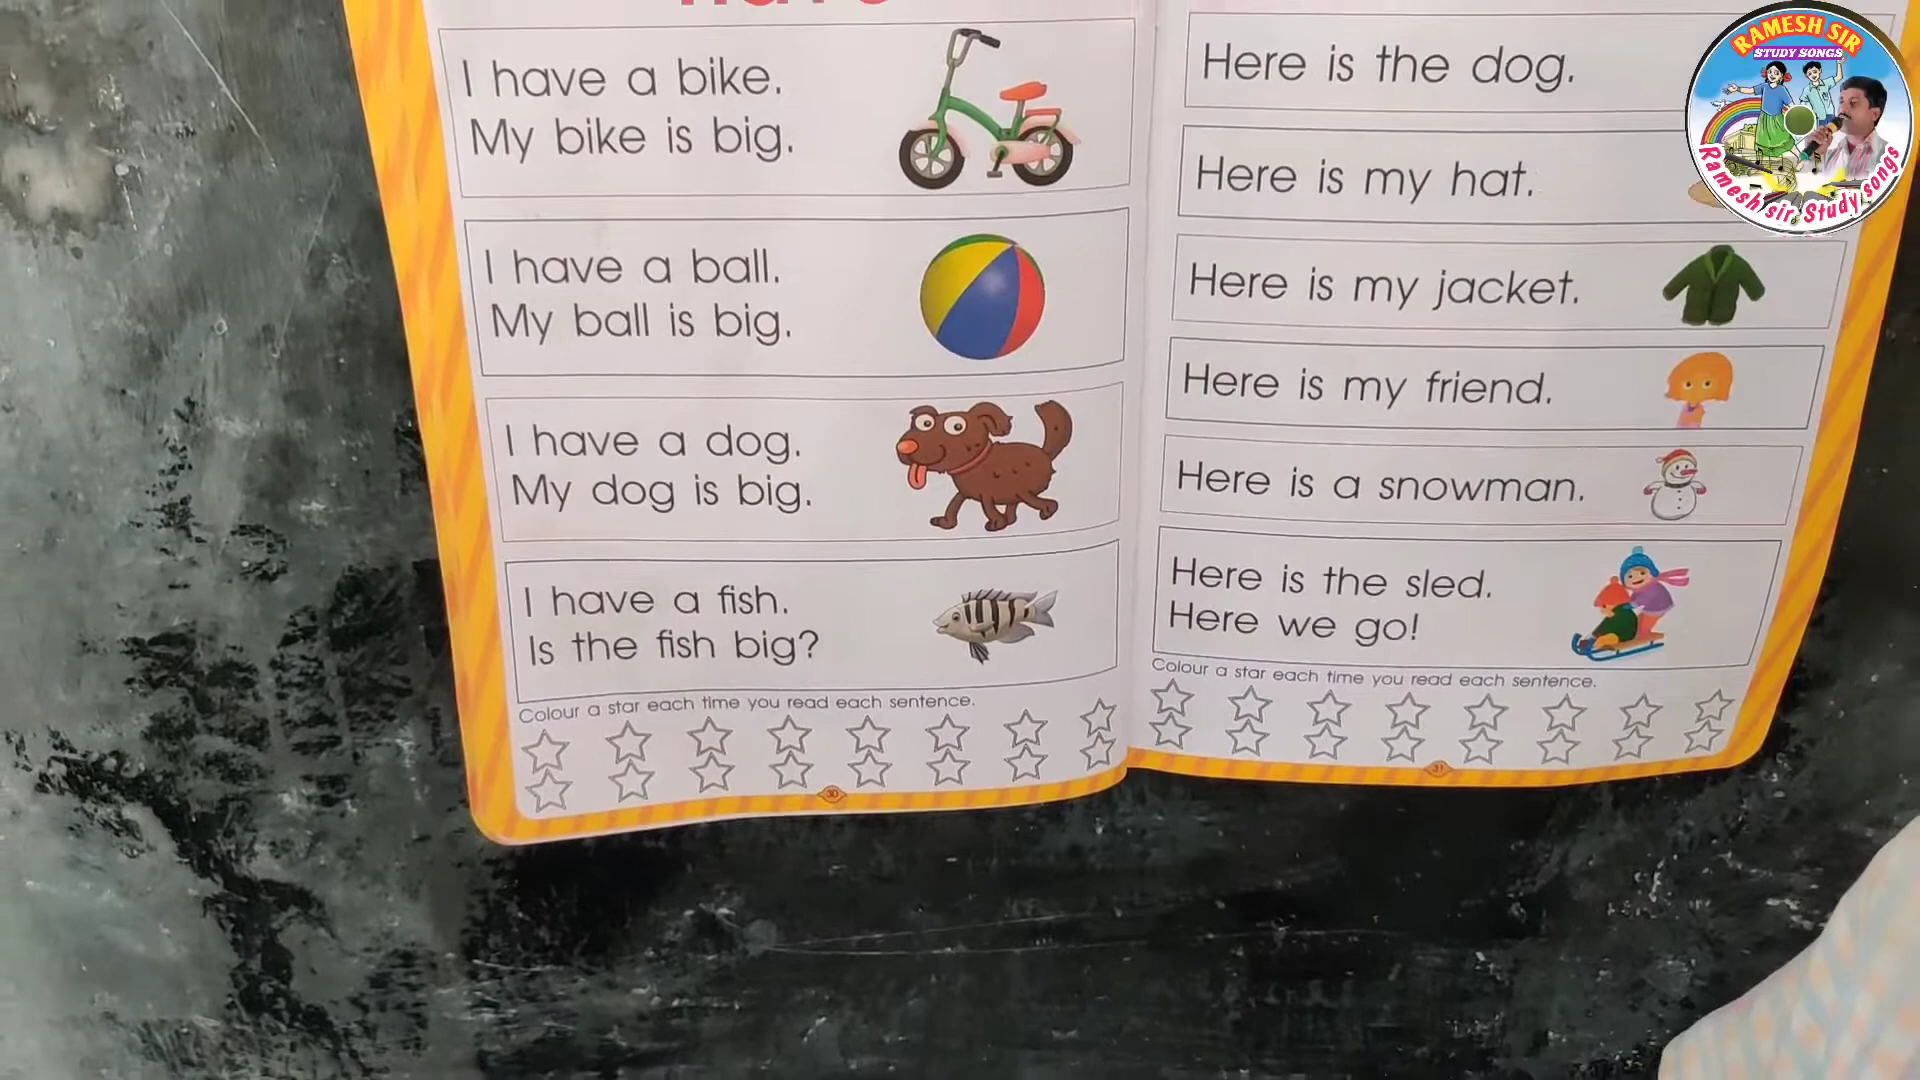 have
I have a bike.
My bike is big.
I have a ball.
My ball is big.
I have a dog.
My dog is big.
I have a fish.
Is the fish big?
Colour a star each time you read each sentence.
30
Here is the dog.
Here is my hat.
Here is my jacket.
Here is my friend.
Here is a snowman.
Here is the sled.
Here we go!
Colour a star each time you read each sentence.
31
RAMESH SIR
STUDY SONGS
Ramesh sir Study songs